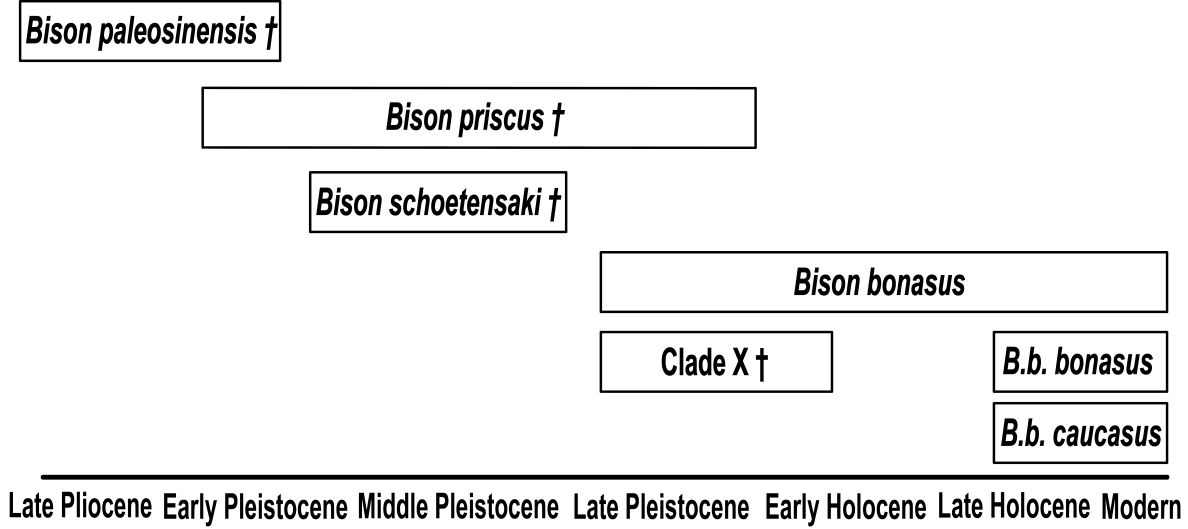 Bison paleosinensis †
Bison priscus †
Bison schoetensaki †
Bison bonasus
Clade X †
B.b. bonasus
B.b. caucasus
Late Pliocene Early Pleistocene Middle Pleistocene Late Pleistocene Early Holocene Late Holocene Modern